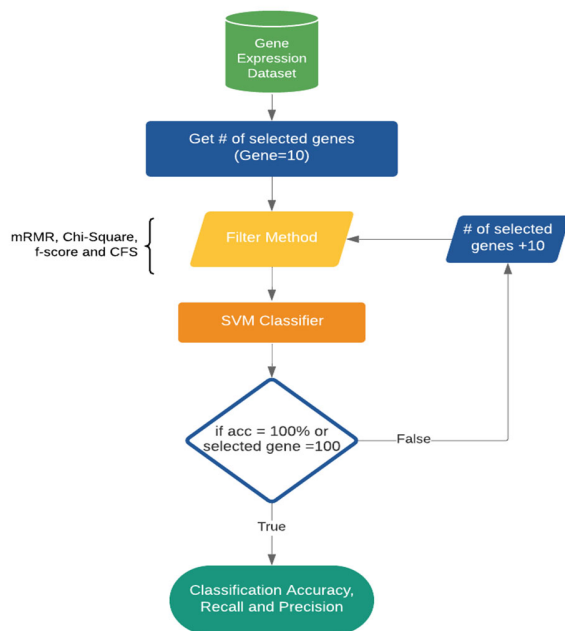 Gene
Expression
Dataset
Get # of selected genes
(Gene=10)
mRMR, Chi-Square,
f-score and CFS
Filter Method
# of selected
genes +10
SVM Classifier
if acc = 100% or
selected gene =100
False
True
Classification Accuracy,
Recall and Precision